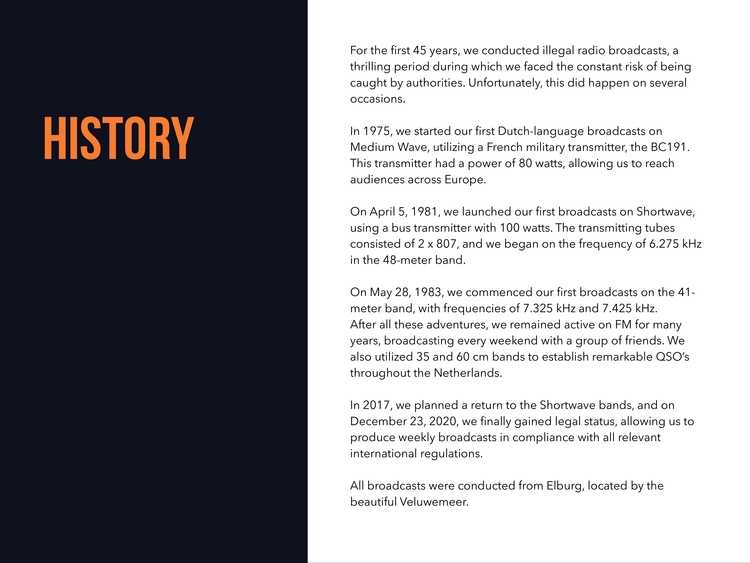 HISTORY
For the first 45 years, we conducted illegal radio broadcasts, a
thrilling period during which we faced the constant risk of being
caught by authorities. Unfortunately, this did happen on several
occasions.
In 1975, we started our first Dutch-language broadcasts on
Medium Wave, utilizing a French military transmitter, the BC191.
This transmitter had a power of 80 watts, allowing us to reach
audiences across Europe.
On April 5, 1981, we launched our first broadcasts on Shortwave,
using a bus transmitter with 100 watts. The transmitting tubes
consisted of 2 x 807, and we began on the frequency of 6.275 kHz
in the 48-meter band.
On May 28, 1983, we commenced our first broadcasts on the 41-
meter band, with frequencies of 7.325 kHz and 7.425 kHz.
After all these adventures, we remained active on FM for many
years, broadcasting every weekend with a group of friends. We
also utilized 35 and 60 cm bands to establish remarkable QSO's
throughout the Netherlands.
In 2017, we planned a return to the Shortwave bands, and on
December 23, 2020, we finally gained legal status, allowing us to
produce weekly broadcasts in compliance with all relevant
international regulations.
All broadcasts were conducted from Elburg, located by the
beautiful Veluwemeer.